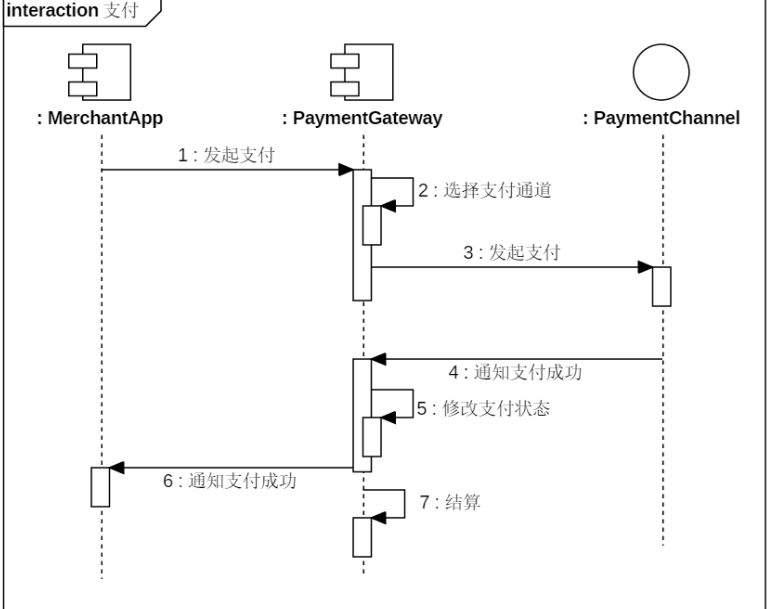 interaction 支付
: MerchantApp
: PaymentGateway
: PaymentChannel
1 : 发起支付
2 : 选择支付通道
3 : 发起支付
4 : 通知支付成功
5 : 修改支付状态
6 : 通知支付成功
7 : 结算